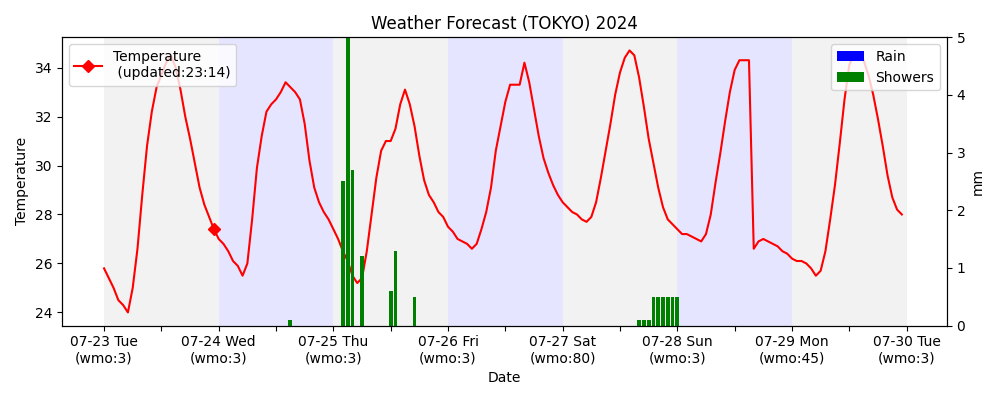 Weather Forecast (TOKYO) 2024
Temperature
(updated:23:14)
Rain
Showers
34
32
30
28
26
24
Temperature
5
4
3
2
1
0
mm
07-23 Tue
(wmo:3)
07-24 Wed
(wmo:3)
07-25 Thu
(wmo:3)
07-26 Fri
(wmo:3)
07-27 Sat
(wmo:80)
07-28 Sun
(wmo:3)
07-29 Mon
(wmo:45)
07-30 Tue
(wmo:3)
Date